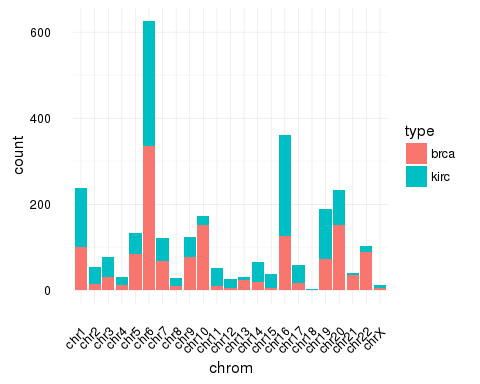 600
400
200
0
count
chr1 chr2 chr3 chr4 chr5 chr6 chr7 chr8 chr9 chr10 chr11 chr12 chr13 chr14 chr15 chr16 chr17 chr18 chr19 chr20 chr21 chr22 chrX
chrom
type
brca
kirc